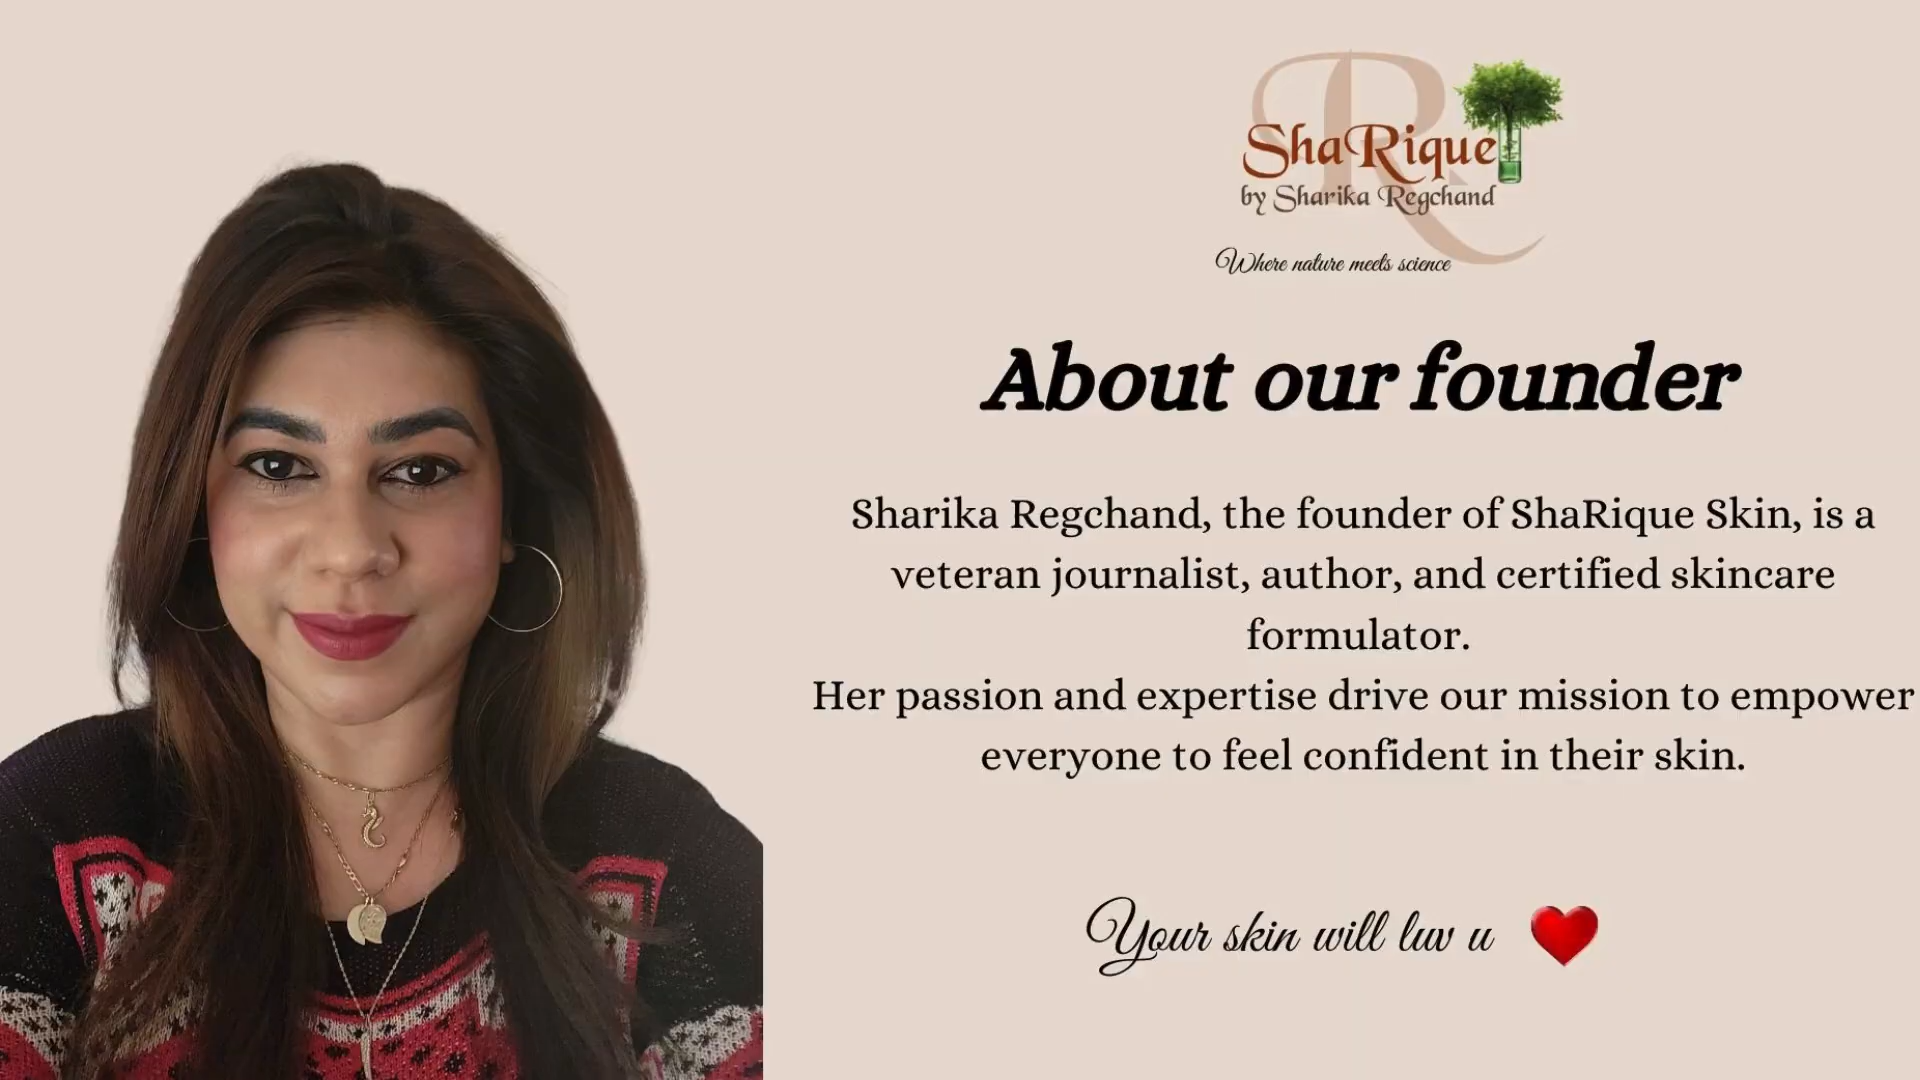 ShaRique
by Sharika Regchand
Where nature meets science
About our founder
Sharika Regchand, the founder of ShaRique Skin, is a
veteran journalist, author, and certified skincare
formulator.
Her passion and expertise drive our mission to empower
everyone to feel confident in their skin.
Your skin will luv u